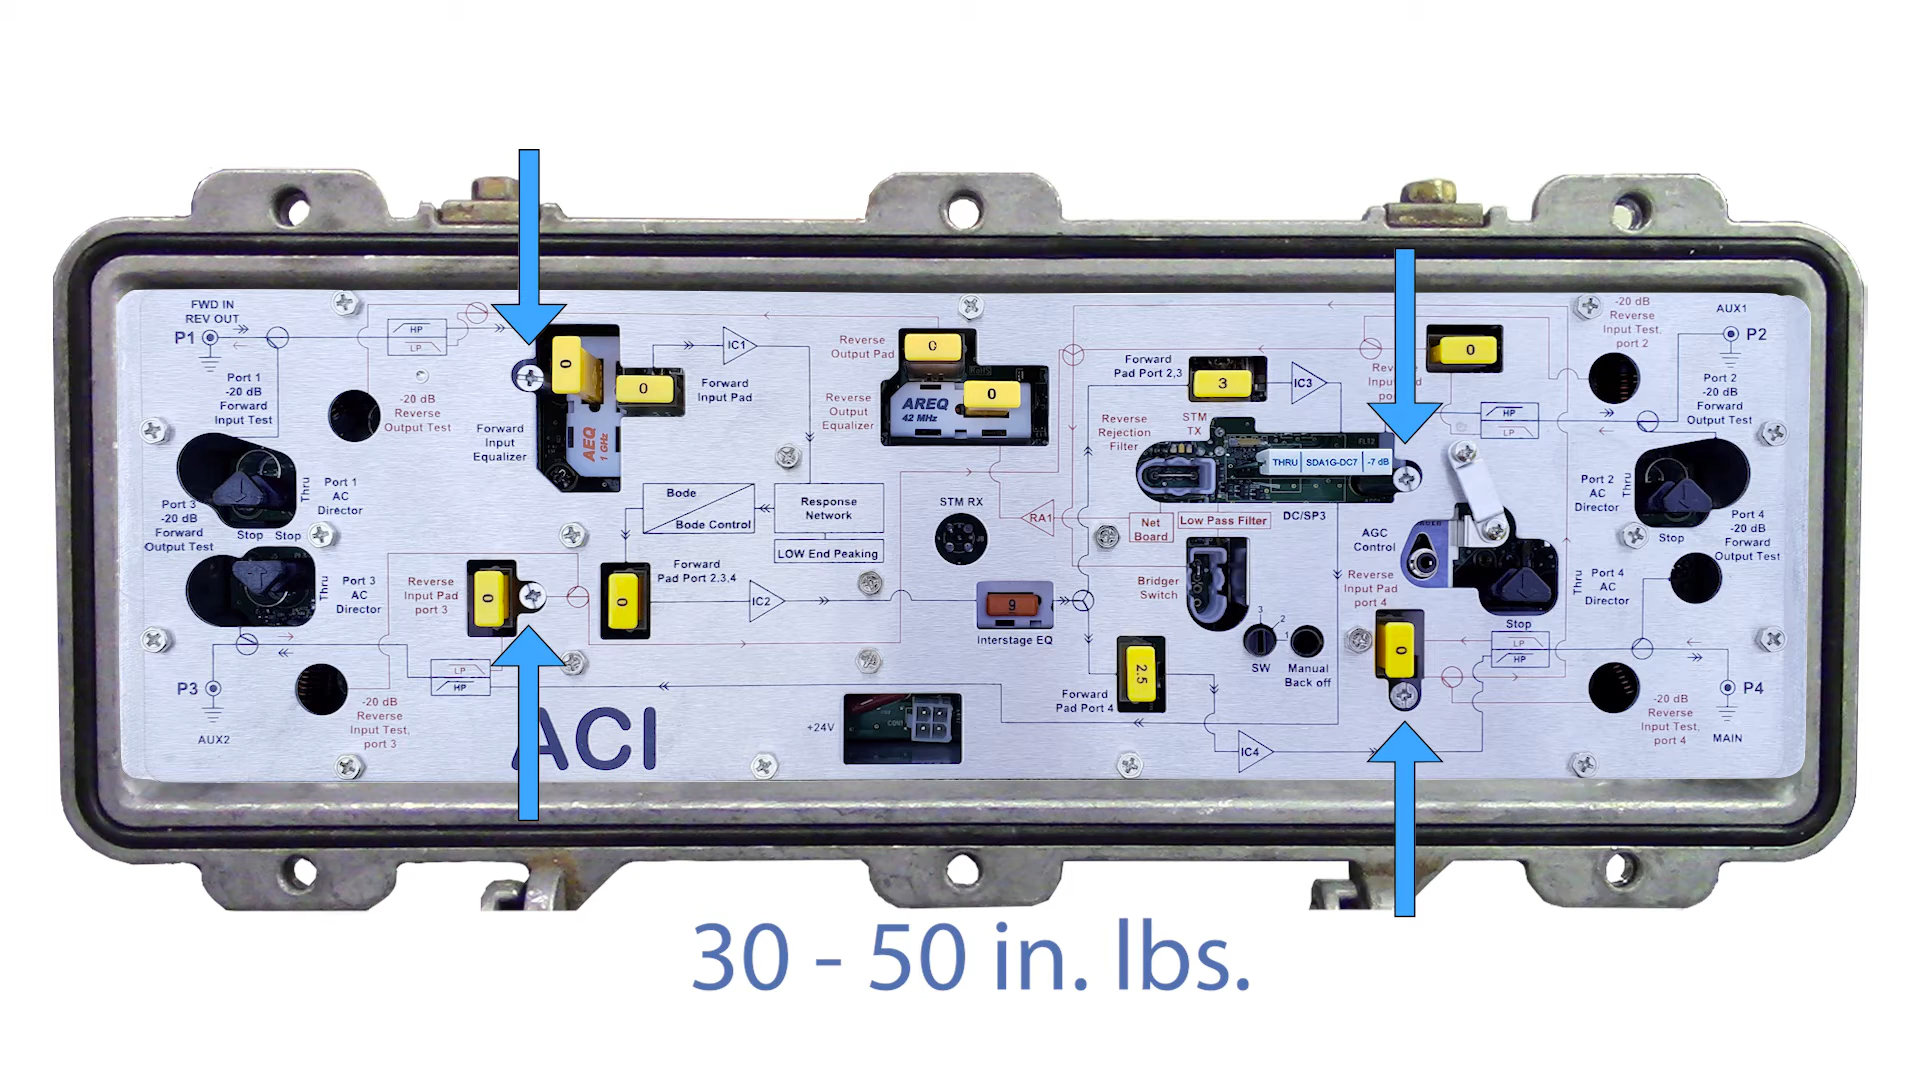 FWD IN
REV OUT
P1
HP
LP
Port 1
-20 dB
Forward
Input Test
-20 dB
Reverse
Output Test
Port 3
-20 dB
Forward
Output Test
Thru
Port 1
AC
Director
Stop
Stop
Thru
Port 3
AC
Director
P3
AUX2
-20 dB
Reverse
Input Test,
port 3
LP
HP
Forward
Input
Equalizer
0
AEQ
1 GHz
0
Forward
Input Pad
IC1
Bode
Bode Control
Response
Network
LOW End Peaking
Reverse
Input Pad
port 3
0
0
Forward
Pad Port 2,3,4
IC2
ACI
Reverse
Output Pad
0
Reverse
Output
Equalizer
AREQ
42 MHz
0
STM RX
RA1
9
Interstage EQ
+24V
Forward
Pad Port 2,3
3
IC3
Reverse
Rejection
Filter
STM
TX
FLT2
THRU
SDA1G-DC7
-7 dB
Net
Board
Low Pass Filter
DC/SP3
Bridger
Switch
3
2
1
SW
Manual
Back off
Forward
Pad Port 4
2.5
IC4
0
-20 dB
Reverse
Input Test,
port 2
AUX1
P2
HP
LP
Port 2
-20 dB
Forward
Output Test
AGC
Control
Port 2
AC
Director
Thru
Stop
Port 4
-20 dB
Forward
Output Test
Reverse
Input Pad
port 4
0
Thru
Port 4
AC
Director
Stop
LP
HP
-20 dB
Reverse
Input Test,
port 4
P4
MAIN
30 - 50 in. lbs.